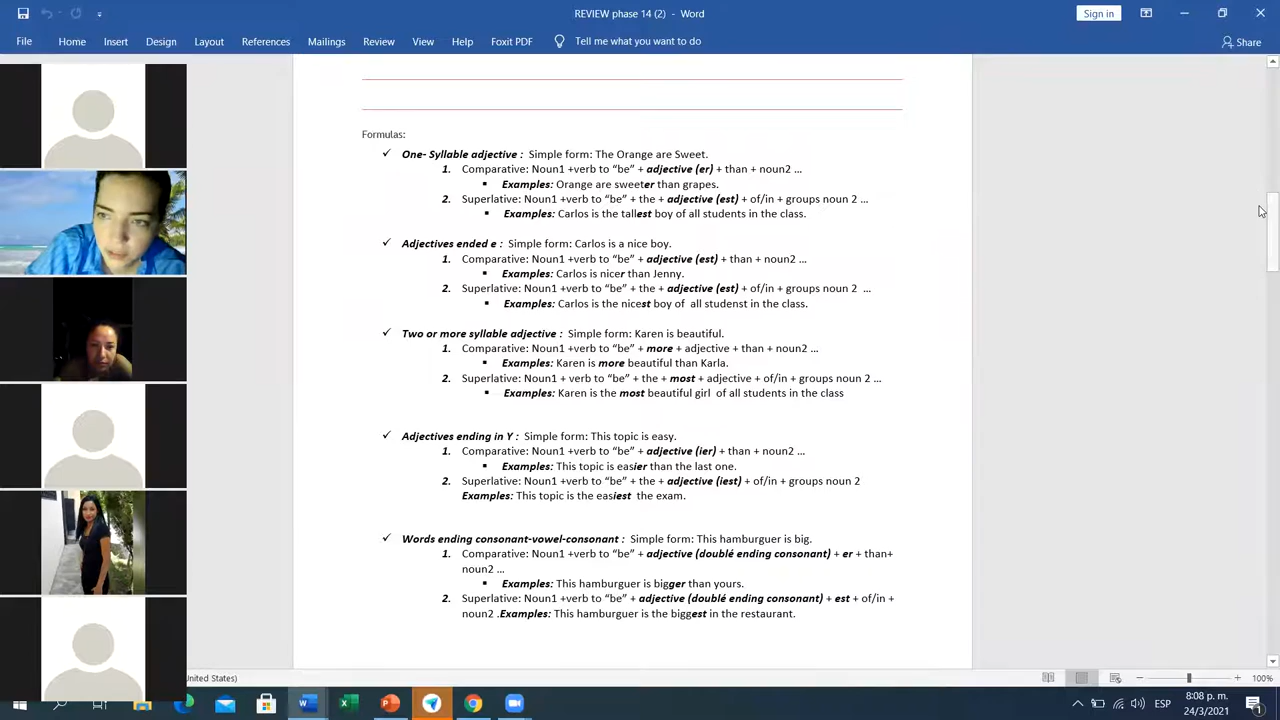 REVIEW phase 14 (2) - Word
Sign in
File Home Insert Design Layout References Mailings Review View Help Foxit PDF Tell me what you want to do Share
Formulas:
✓ One- Syllable adjective : Simple form: The Orange are Sweet.
1. Comparative: Noun1 +verb to “be” + adjective (er) + than + noun2 …
▪ Examples: Orange are sweeter than grapes.
2. Superlative: Noun1 +verb to “be” + the + adjective (est) + of/in + groups noun 2 …
▪ Examples: Carlos is the tallest boy of all students in the class.
✓ Adjectives ended e : Simple form: Carlos is a nice boy.
1. Comparative: Noun1 +verb to “be” + adjective (est) + than + noun2 …
▪ Examples: Carlos is nicer than Jenny.
2. Superlative: Noun1 +verb to “be” + the + adjective (est) + of/in + groups noun 2 …
▪ Examples: Carlos is the nicest boy of all studenst in the class.
✓ Two or more syllable adjective : Simple form: Karen is beautiful.
1. Comparative: Noun1 +verb to “be” + more + adjective + than + noun2 …
▪ Examples: Karen is more beautiful than Karla.
2. Superlative: Noun1 + verb to “be” + the + most + adjective + of/in + groups noun 2 …
▪ Examples: Karen is the most beautiful girl of all students in the class
✓ Adjectives ending in Y : Simple form: This topic is easy.
1. Comparative: Noun1 +verb to “be” + adjective (ier) + than + noun2 …
▪ Examples: This topic is easier than the last one.
2. Superlative: Noun1 +verb to “be” + the + adjective (iest) + of/in + groups noun 2
Examples: This topic is the easiest the exam.
✓ Words ending consonant-vowel-consonant : Simple form: This hamburguer is big.
1. Comparative: Noun1 +verb to “be” + adjective (doublé ending consonant) + er + than+
noun2 …
▪ Examples: This hamburguer is bigger than yours.
2. Superlative: Noun1 +verb to “be” + the + adjective (doublé ending consonant) + est + of/in +
noun2 .Examples: This hamburguer is the biggest in the restaurant.
United States)
100%
ESP
8:08 p. m.
24/3/2021